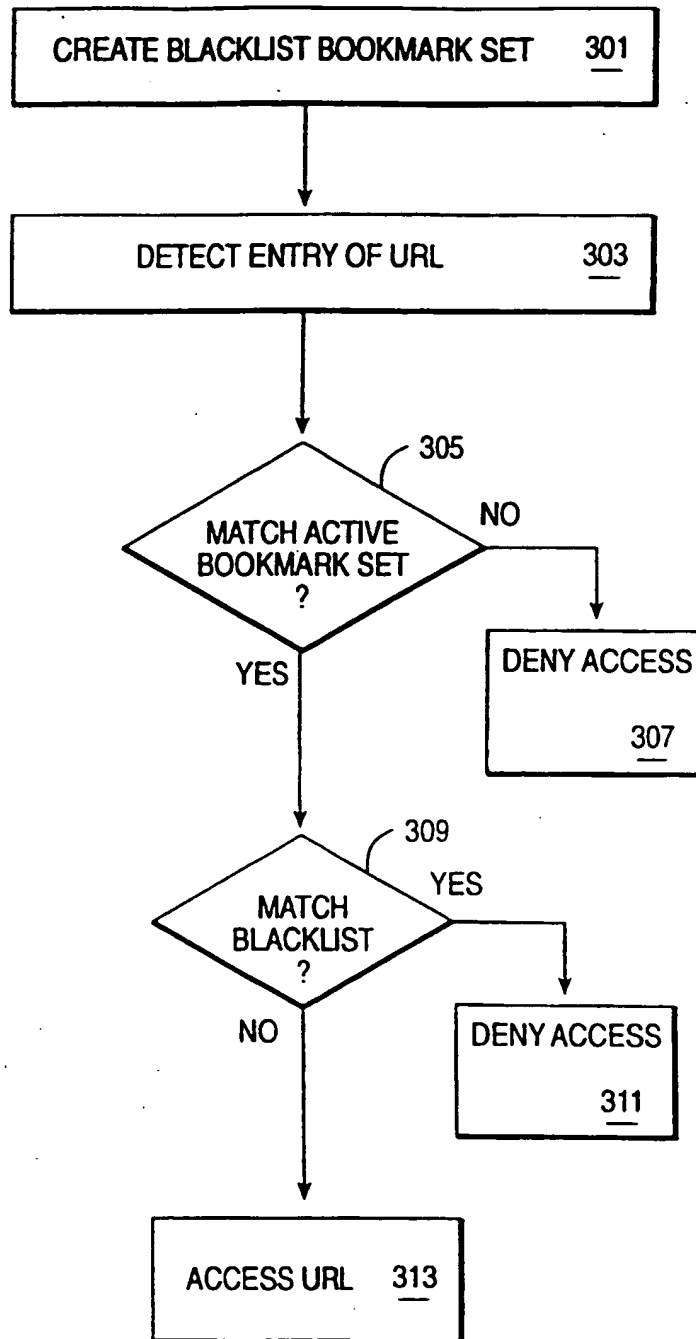 CREATE BLACKLIST BOOKMARK SET 301
DETECT ENTRY OF URL 303
305
MATCH ACTIVE
BOOKMARK SET
?
NO
YES
DENY ACCESS
307
309
YES
MATCH
BLACKLIST
?
NO
DENY ACCESS
311
ACCESS URL 313